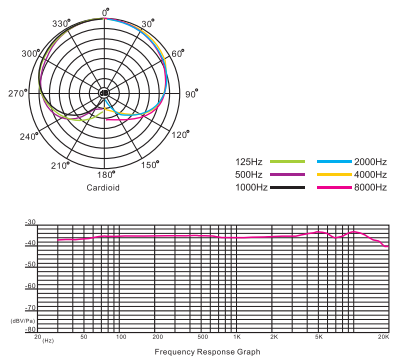 0°
330° 30°
300° 60°
270° dB 90°
240° 120°
210° 150°
180°
Cardioid
125Hz 2000Hz
500Hz 4000Hz
1000Hz 8000Hz
-30
-40
-50
-60
-70
(dBV/Pa)
-80
20 (Hz) 50 100 200 500 1K 2K 5K 10K 20K
Frequency Response Graph